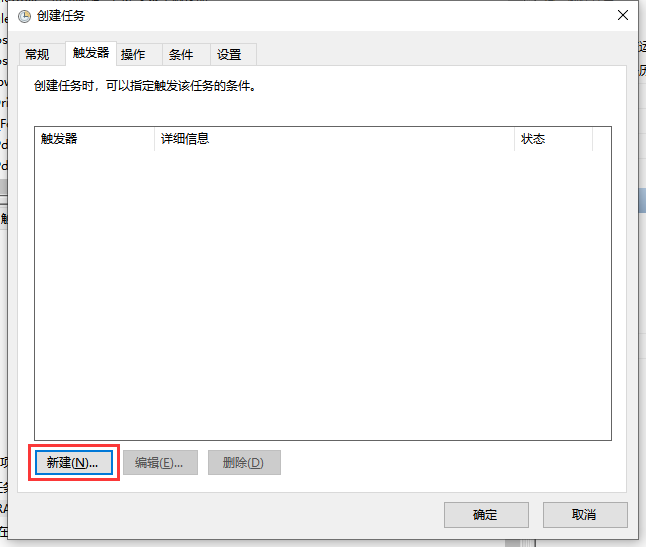 创建任务
常规 触发器 操作 条件 设置
创建任务时，可以指定触发该任务的条件。
触发器 详细信息 状态
新建(N)... 编辑(E)... 删除(D)
确定 取消